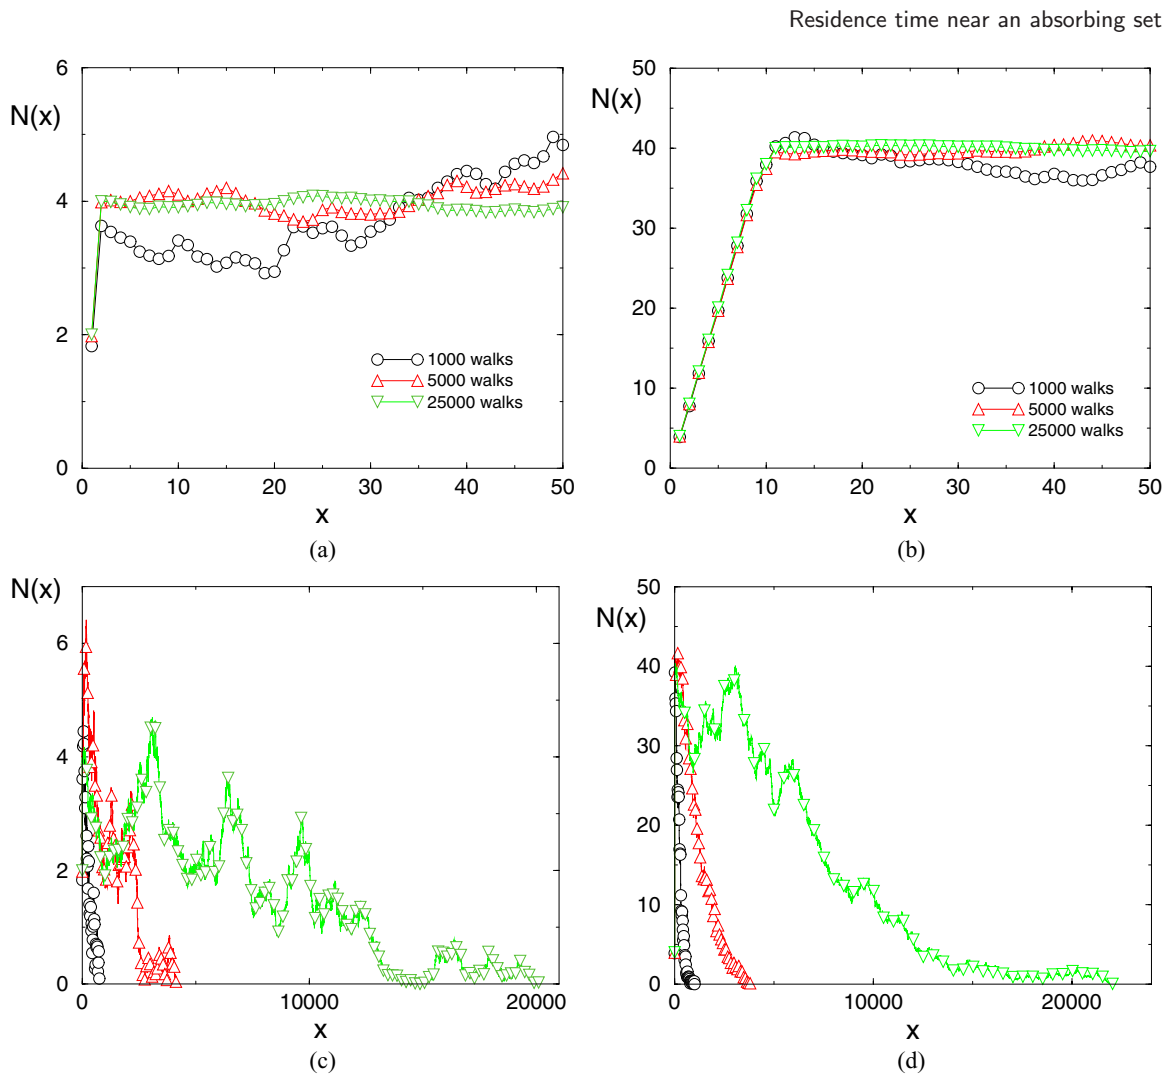 Residence time near an absorbing set
6
N(x)
4
2
0
0 10 20 30 40 50
x
1000 walks
5000 walks
25000 walks
(a)
50
N(x)
40
30
20
10
0
0 10 20 30 40 50
x
1000 walks
5000 walks
25000 walks
(b)
N(x)
6
4
2
0
0 10000 20000
x
(c)
50
N(x)
40
30
20
10
0
0 10000 20000
x
(d)